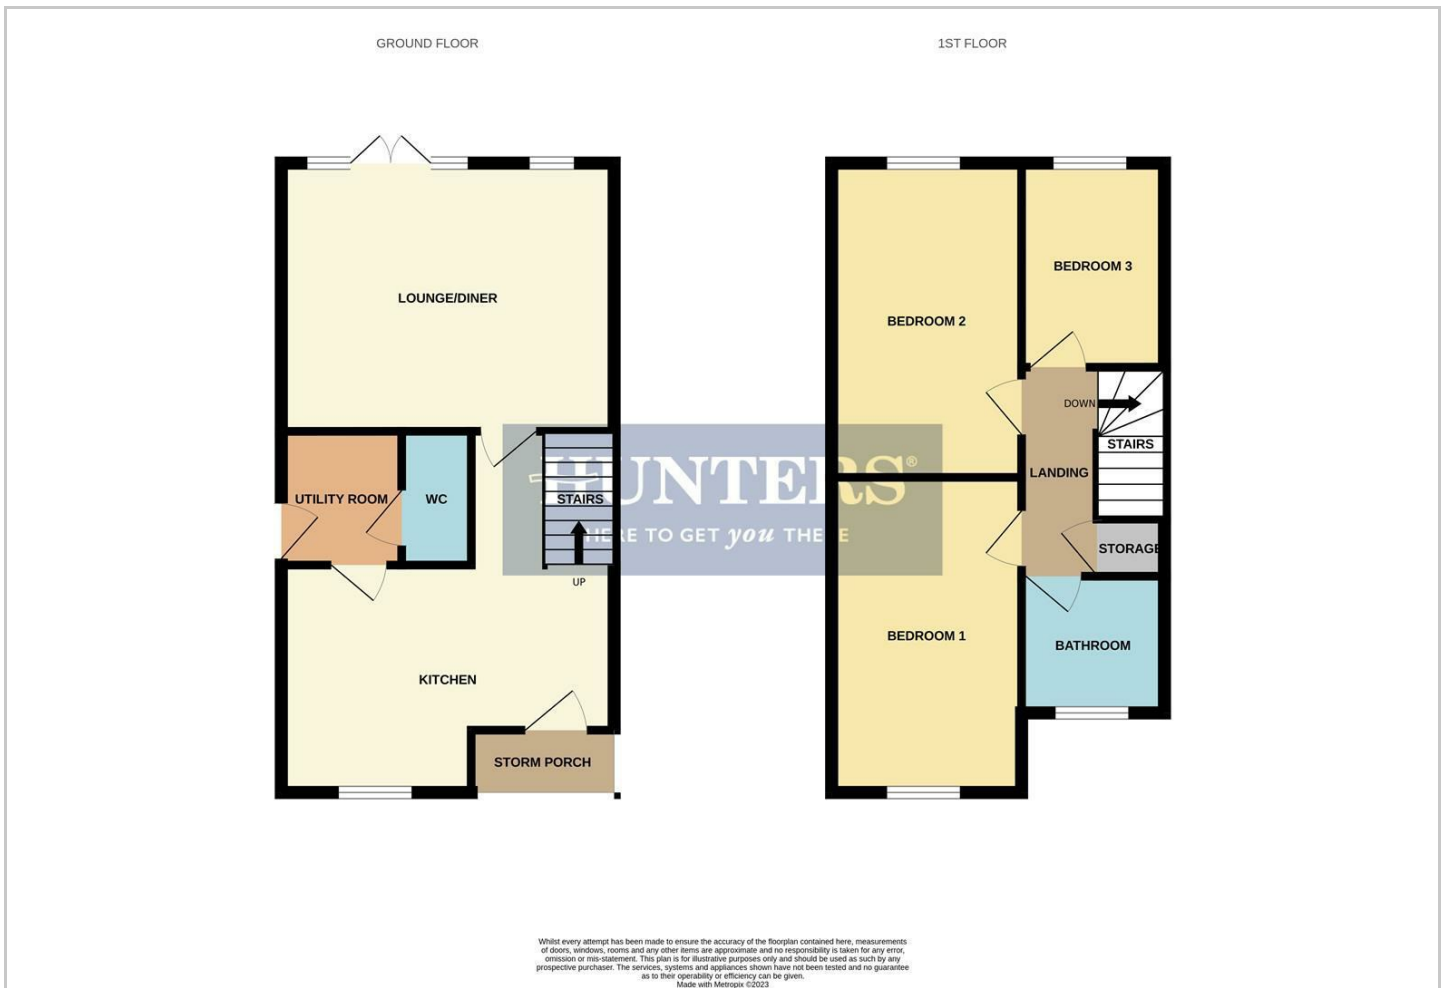 GROUND FLOOR
1ST FLOOR
LOUNGE/DINER
BEDROOM 3
BEDROOM 2
DOWN
STAIRS
HUNTERS®
LANDING
UTILITY ROOM
WC
STAIRS
HERE TO GET you THERE
STORAGE
UP
BEDROOM 1
BATHROOM
KITCHEN
STORM PORCH
Whilst every attempt has been made to ensure the accuracy of the floorplan contained here, measurements
of doors, windows, rooms and any other items are approximate and no responsibility is taken for any error,
omission or mis-statement. This plan is for illustrative purposes only and should be used as such by any
prospective purchaser. The services, systems and appliances shown have not been tested and no guarantee
as to their operability or efficiency can be given.
Made with Metropix ©2023